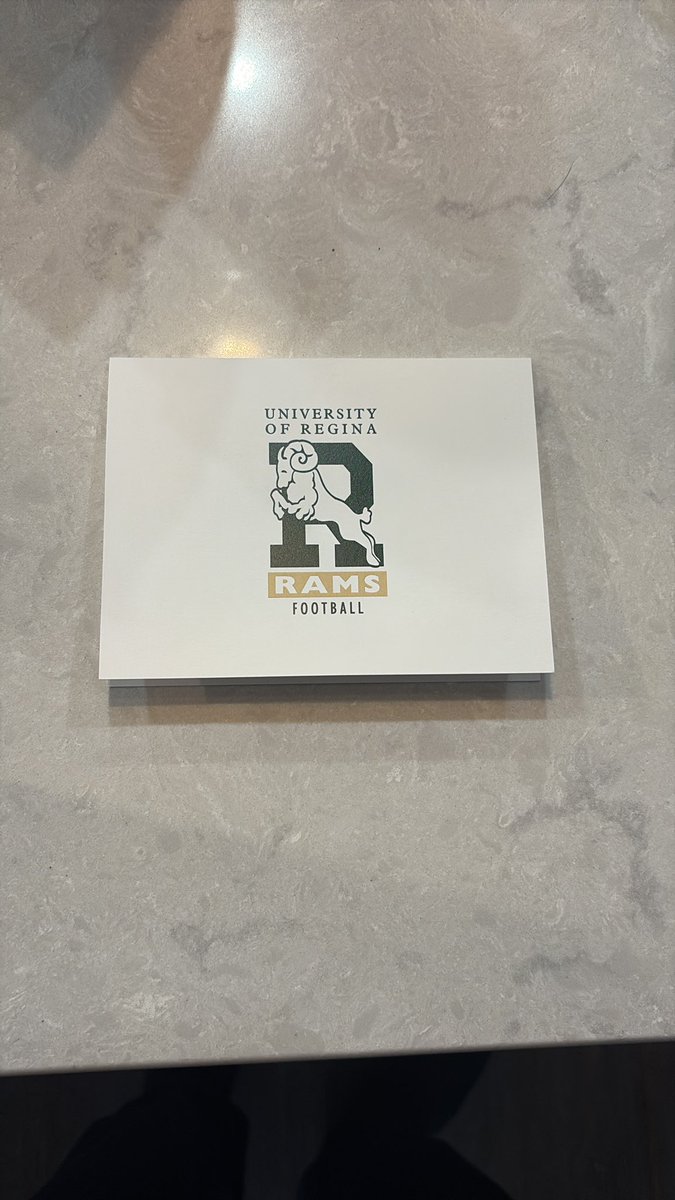 UNIVERSITY
OF REGINA
R
RAMS
FOOTBALL